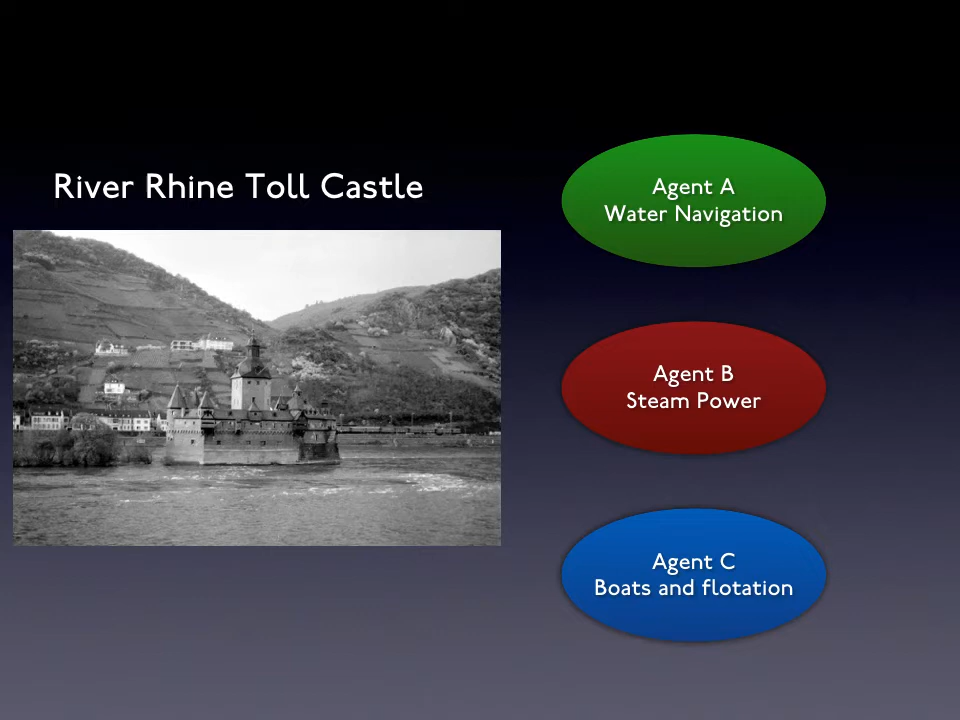 River Rhine Toll Castle
Agent A
Water Navigation
Agent B
Steam Power
Agent C
Boats and flotation